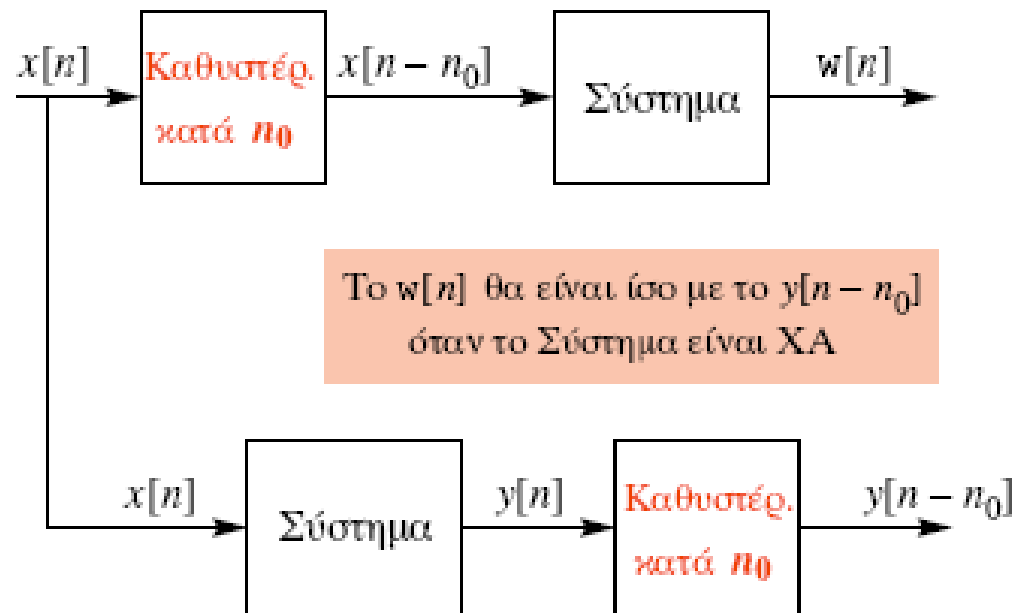 x[n]
Καθυστέρ.
κατά n₀
x[n − n₀]
Σύστημα
w[n]
Το w[n] θα είναι ίσο με το y[n − n₀]
όταν το Σύστημα είναι ΧΑ
x[n]
Σύστημα
y[n]
Καθυστέρ.
κατά n₀
y[n − n₀]